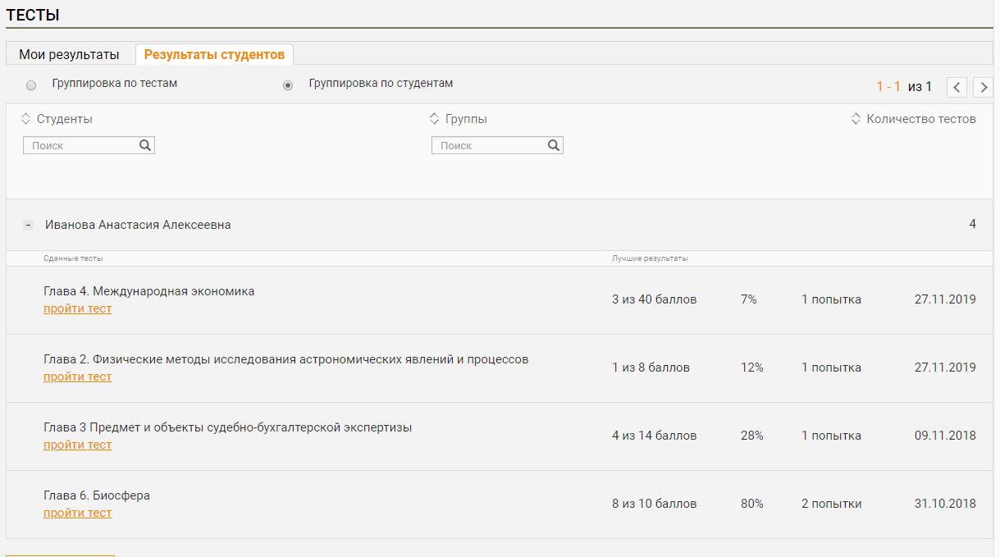 ТЕСТЫ
Мои результаты Результаты студентов
Группировка по тестам Группировка по студентам 1 - 1 из 1
Студенты Группы Количество тестов
Поиск Поиск
Иванова Анастасия Алексеевна 4
Сданные тесты Лучшие результаты
Глава 4. Международная экономика
пройти тест
3 из 40 баллов 7% 1 попытка 27.11.2019
Глава 2. Физические методы исследования астрономических явлений и процессов
пройти тест
1 из 8 баллов 12% 1 попытка 27.11.2019
Глава 3 Предмет и объекты судебно-бухгалтерской экспертизы
пройти тест
4 из 14 баллов 28% 1 попытка 09.11.2018
Глава 6. Биосфера
пройти тест
8 из 10 баллов 80% 2 попытки 31.10.2018